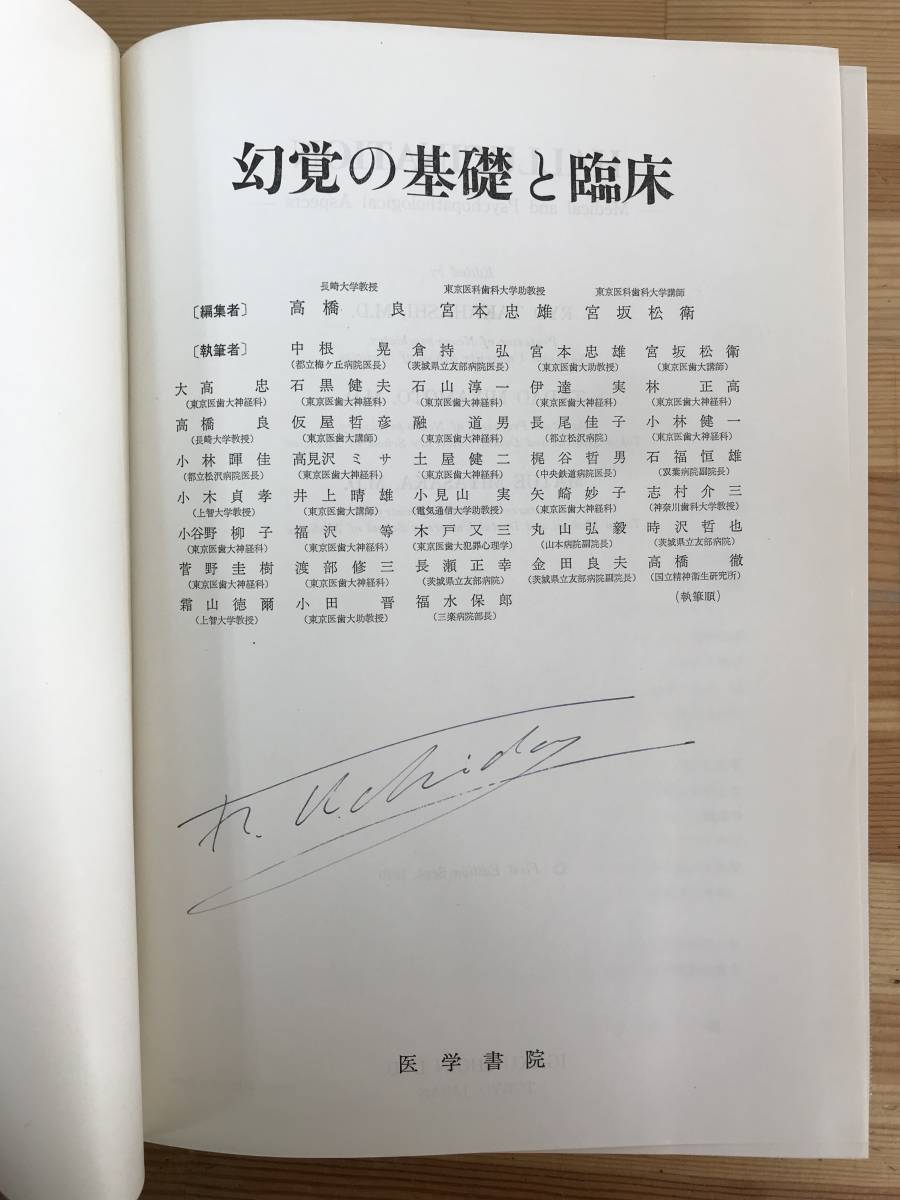 幻覚の基礎と臨床
長崎大学教授 東京医科歯科大学助教授 東京医科歯科大学講師
〔編集者〕 高橋良 宮本忠雄 宮坂松衛
〔執筆者〕 中根晃 倉持弘 宮本忠雄 宮坂松衛
(都立梅ケ丘病院医長) (茨城県立友部病院医長) (東京医歯大助教授) (東京医歯大講師)
大高忠 石黒健夫 石山淳一 伊達実 林正高
(東京医歯大神経科) (東京医歯大神経科) (東京医歯大神経科) (東京医歯大神経科) (東京医歯大神経科)
高橋良 仮屋哲彦 融道男 長尾佳子 小林健一
(長崎大学教授) (東京医歯大講師) (東京医歯大神経科) (都立松沢病院) (東京医歯大神経科)
小林暉佳 高見沢ミサ 土屋健二 梶谷哲男 石福恒雄
(都立松沢病院医長) (東京医歯大神経科) (東京医歯大神経科) (中央鉄道病院医長) (双葉病院副院長)
小木貞孝 井上晴雄 小見山実 矢崎妙子 志村介三
(上智大学教授) (東京医歯大講師) (電気通信大学助教授) (東京医歯大神経科) (神奈川歯科大学教授)
小谷野柳子 福沢等 木戸又三 丸山弘毅 時沢哲也
(東京医歯大神経科) (東京医歯大神経科) (東京医歯大犯罪心理学) (山本病院副院長) (茨城県立友部病院)
菅野圭樹 渡部修三 長瀬正幸 金田良夫 高橋徹
(東京医歯大神経科) (東京医歯大神経科) (茨城県立友部病院) (茨城県立友部病院副院長) (国立精神衛生研究所)
霜山徳爾 小田晋 福水保郎 (執筆順)
(上智大学教授) (東京医歯大助教授) (三楽病院部長)
医学書院